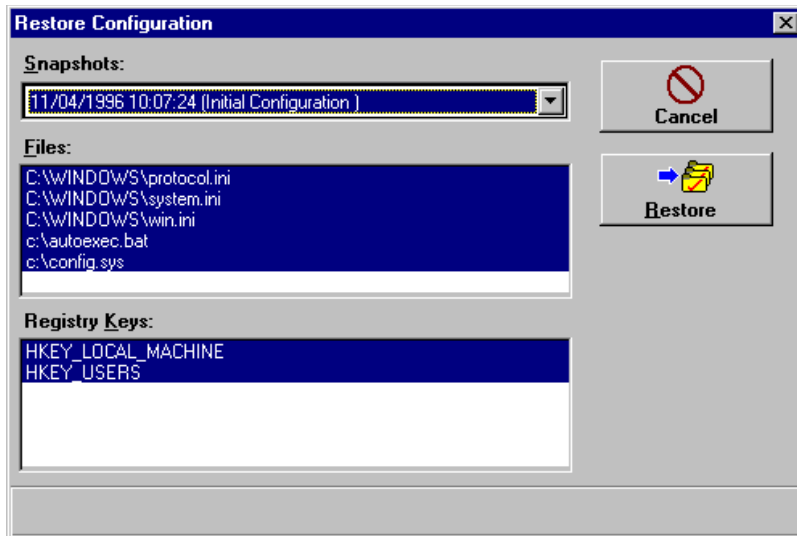 Restore Configuration
Snapshots:
11/04/1996 10:07:24 (Initial Configuration )
Cancel
Files:
C:\WINDOWS\protocol.ini
C:\WINDOWS\system.ini
C:\WINDOWS\win.ini
c:\autoexec.bat
c:\config.sys
Restore
Registry Keys:
HKEY_LOCAL_MACHINE
HKEY_USERS